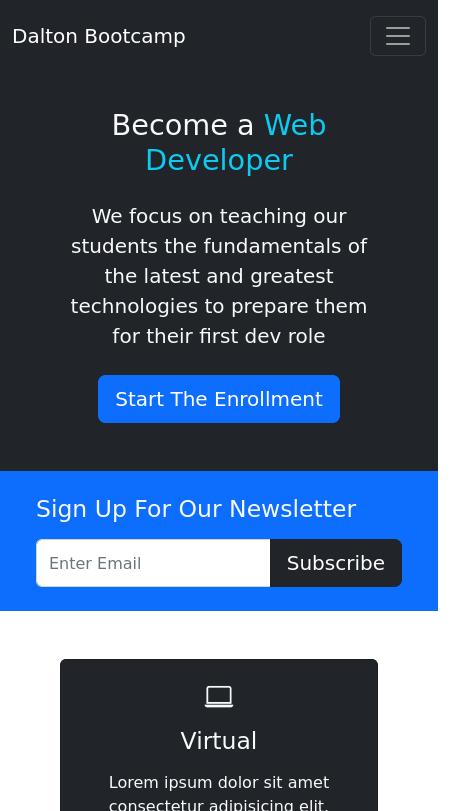 Dalton Bootcamp
Become a Web
Developer
We focus on teaching our
students the fundamentals of
the latest and greatest
technologies to prepare them
for their first dev role
Start The Enrollment
Sign Up For Our Newsletter
Enter Email
Subscribe
Virtual
Lorem ipsum dolor sit amet
consectetur adipisicing elit.